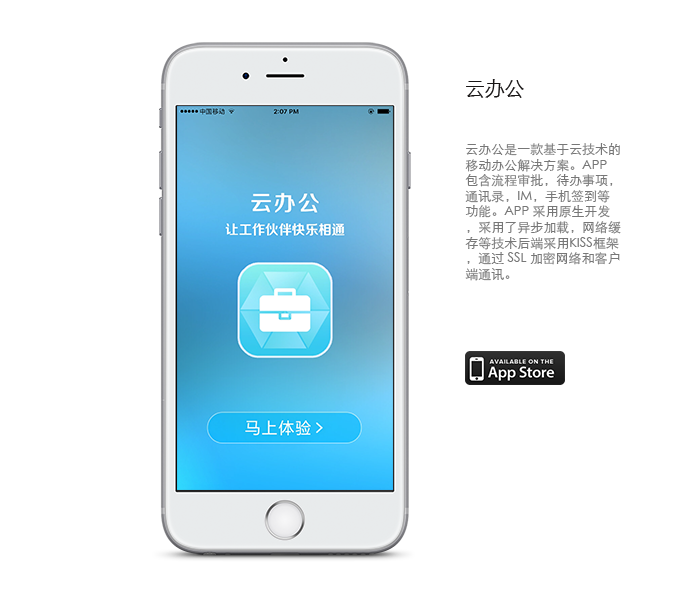 中国移动
2:07 PM
云办公
让工作伙伴快乐相通
马上体验
云办公
云办公是一款基于云技术的
移动办公解决方案。APP
包含流程审批，待办事项，
通讯录，IM，手机签到等
功能。APP 采用原生开发
，采用了异步加载，网络缓
存等技术后端采用KISS框架
，通过 SSL 加密网络和客户
端通讯。
AVAILABLE ON THE
App Store